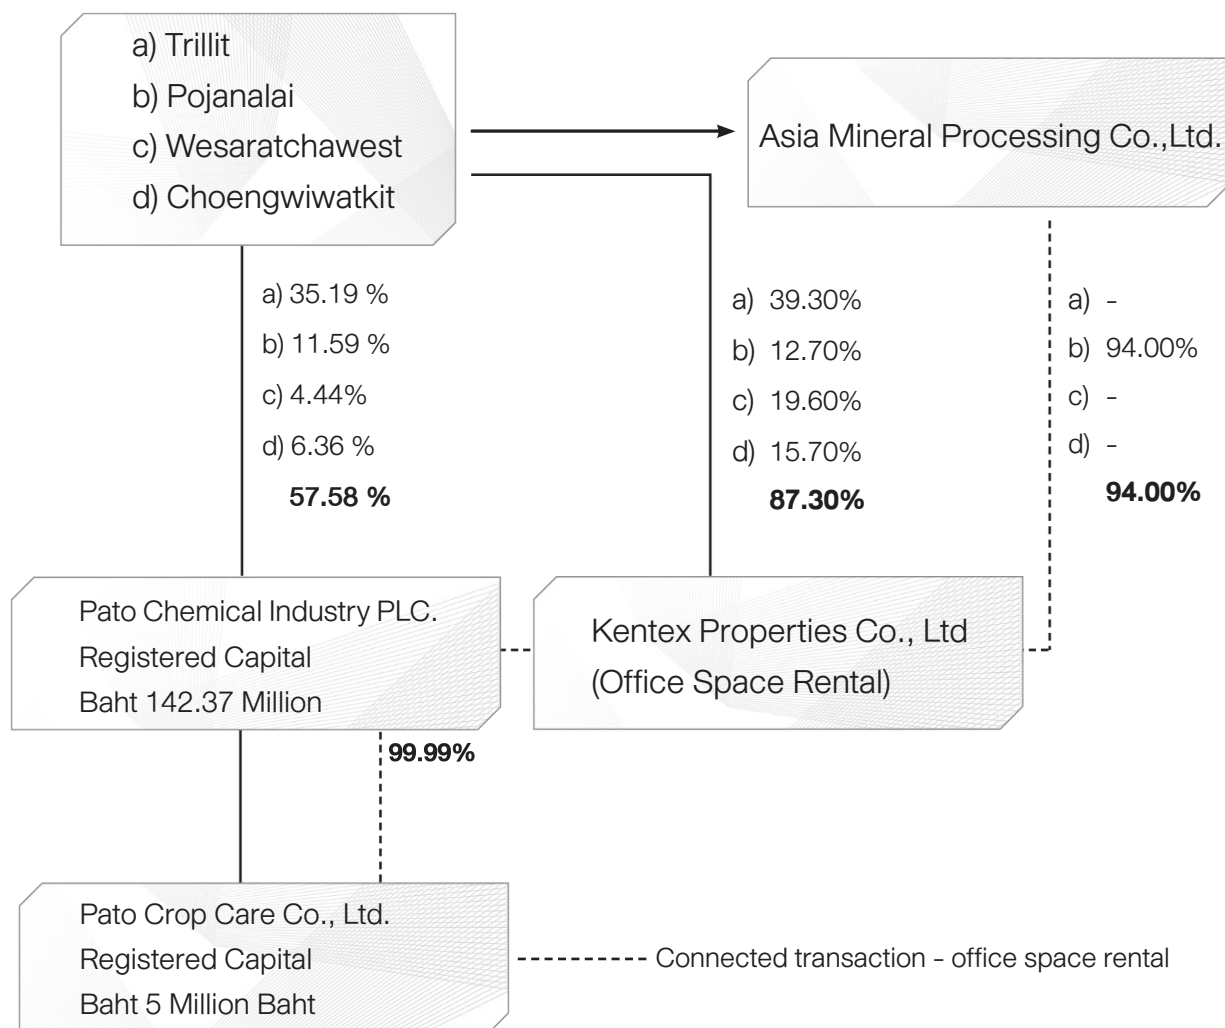 a) Trillit
b) Pojanalai
c) Wesaratchawest
d) Choengwiwatkit
Asia Mineral Processing Co.,Ltd.
a) 35.19 %
b) 11.59 %
c) 4.44%
d) 6.36 %
57.58 %
a) 39.30%
b) 12.70%
c) 19.60%
d) 15.70%
87.30%
a) -
b) 94.00%
c) -
d) -
94.00%
Pato Chemical Industry PLC.
Registered Capital
Baht 142.37 Million
Kentex Properties Co., Ltd
(Office Space Rental)
99.99%
Pato Crop Care Co., Ltd.
Registered Capital
Baht 5 Million Baht
Connected transaction - office space rental